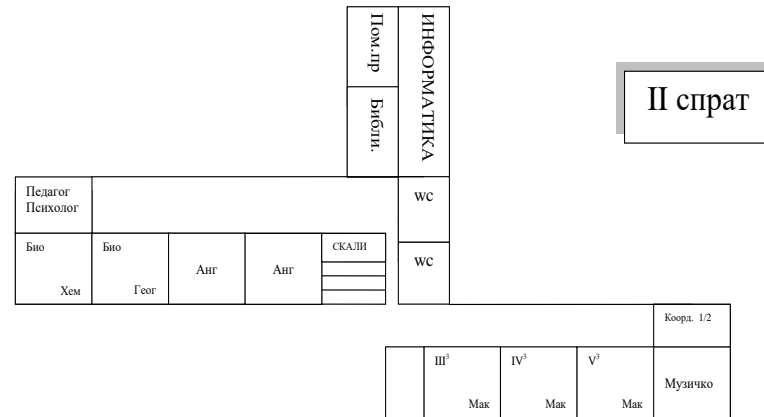 Пом.пр
ИНФОРМАТИКА
II спрат
Библи.
Педагог
Психолог
wc
Био
Хем
Био
Геог
Анг
Анг
СКАЛИ
wc
Коорд. 1/2
III³
Мак
IV³
Мак
V³
Мак
Музичко